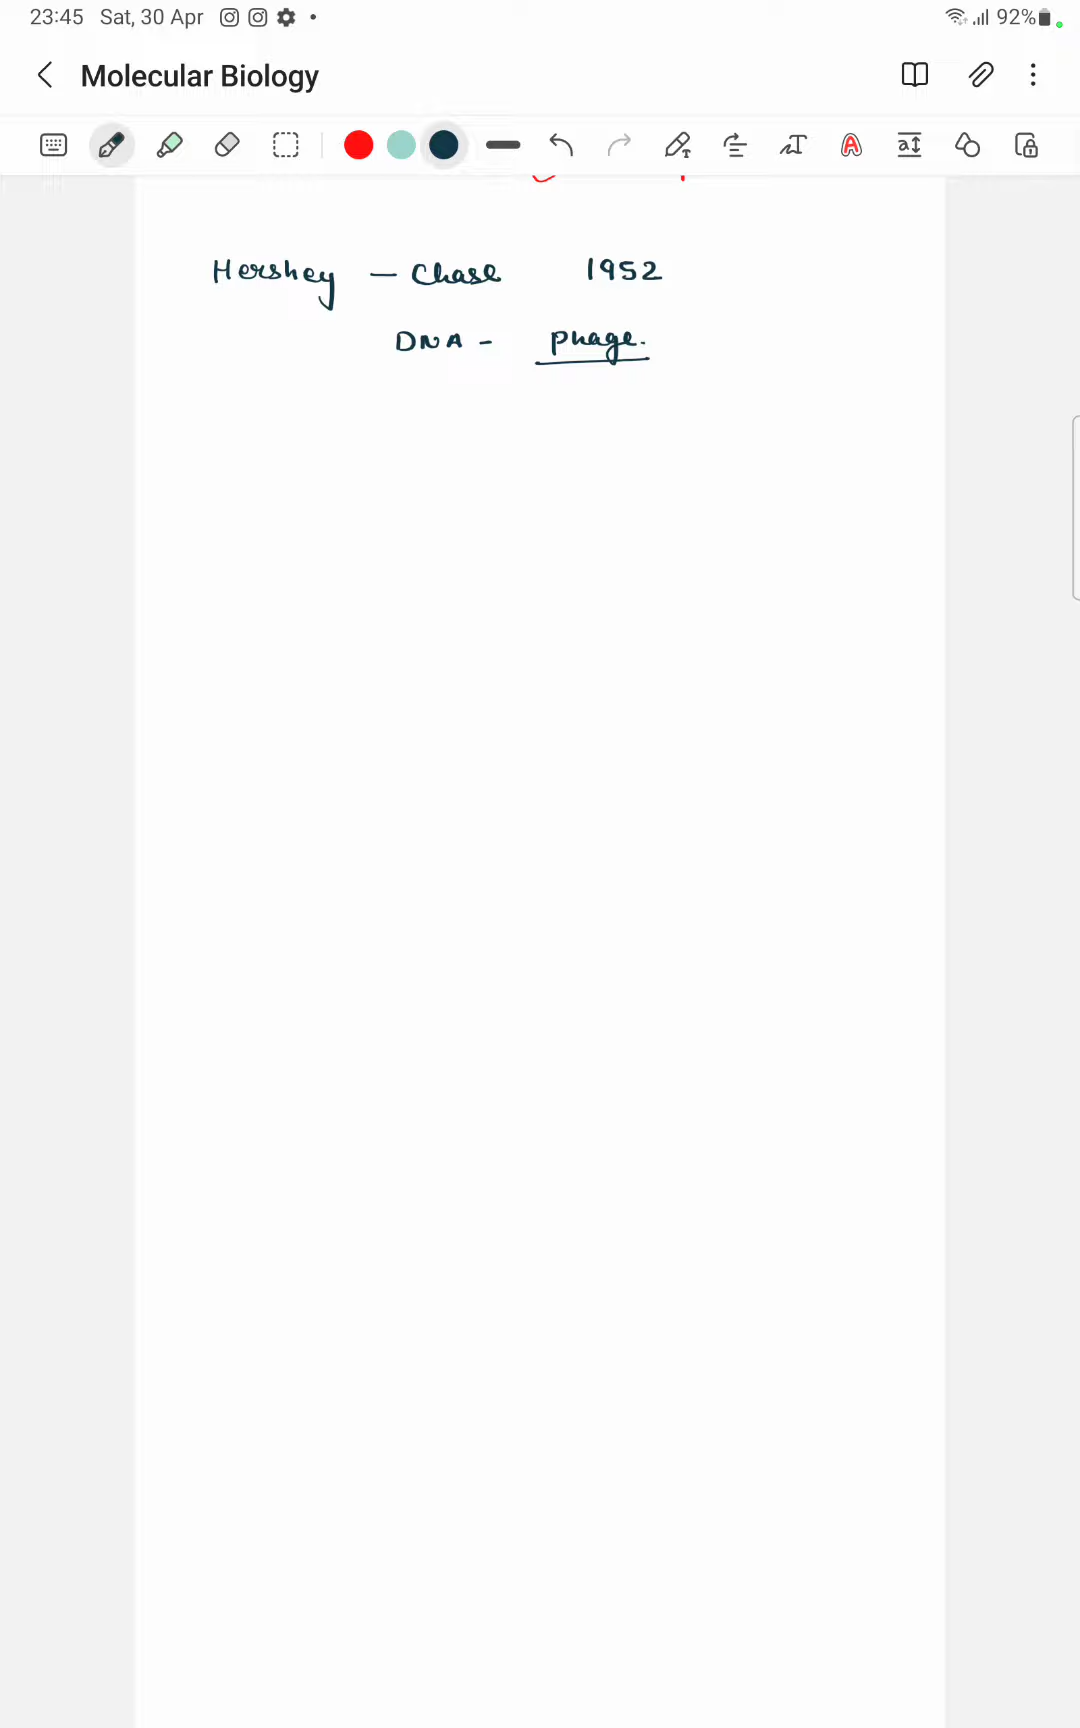 23:45 Sat, 30 Apr 92%
Molecular Biology
Hershey - Chase 1952
DNA - Phage.